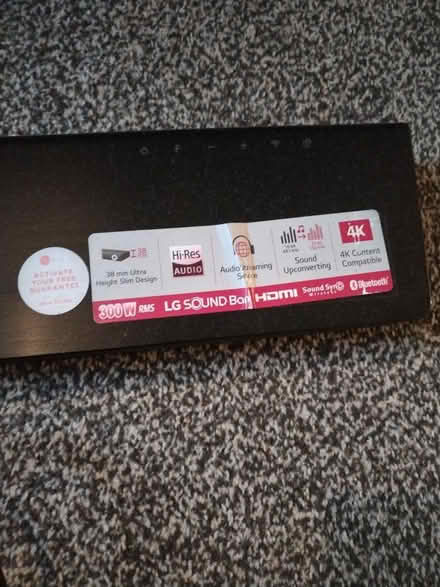 ACTIVATE
YOUR FREE
GUARANTEE
38
38 mm Ultra
Height Slim Design
Hi-Res
AUDIO
Audio Streaming
Service
Sound
Upconverting
4K
4K Content
Compatible
300W RMS
LG SOUND Bar
HDMI
Sound Sync
Wireless
Bluetooth